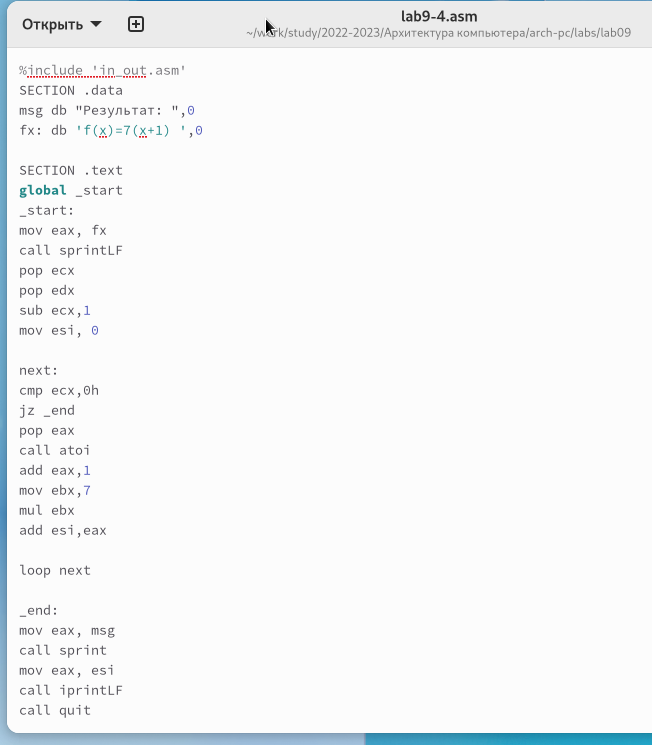 Открыть
lab9-4.asm
~/work/study/2022-2023/Архитектура компьютера/arch-pc/labs/lab09
%include 'in_out.asm'
SECTION .data
msg db "Результат: ",0
fx: db 'f(x)=7(x+1) ',0
SECTION .text
global _start
_start:
mov eax, fx
call sprintLF
pop ecx
pop edx
sub ecx,1
mov esi, 0
next:
cmp ecx,0h
jz _end
pop eax
call atoi
add eax,1
mov ebx,7
mul ebx
add esi,eax
loop next
_end:
mov eax, msg
call sprint
mov eax, esi
call iprintLF
call quit